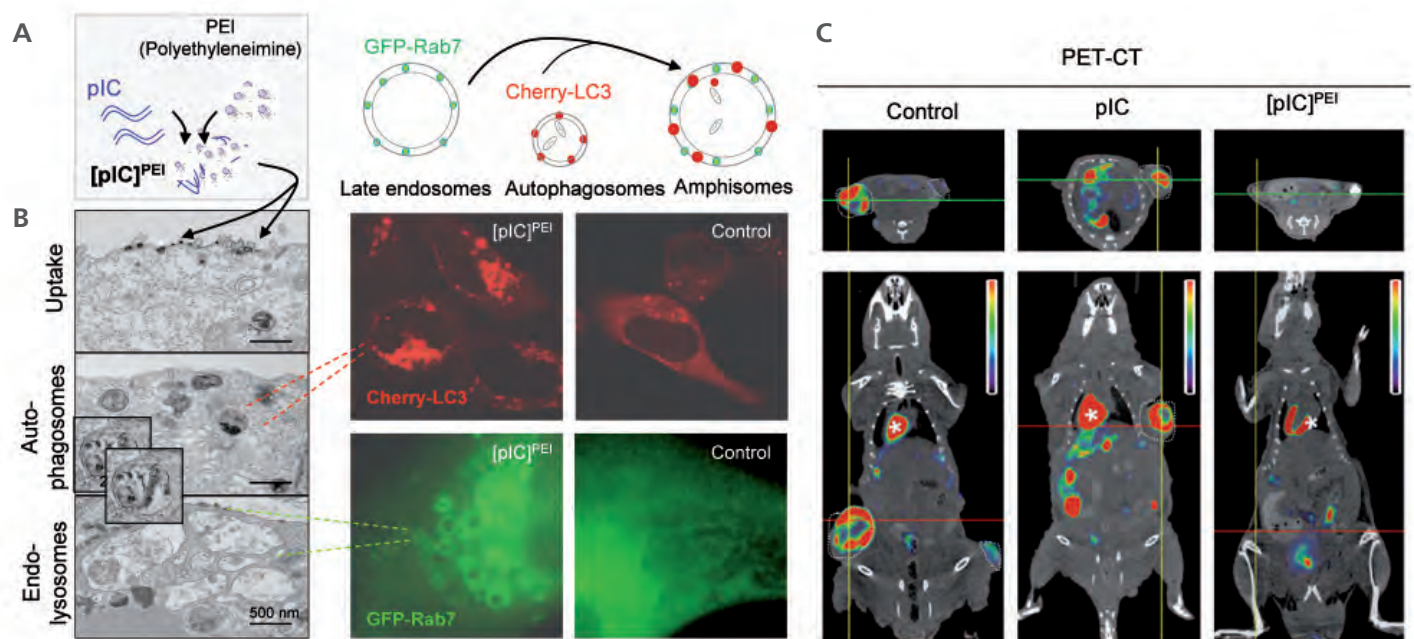 A
PEI
(Polyethyleneimine)
pIC
[pIC]PEI
GFP-Rab7
Cherry-LC3
Late endosomes
Autophagosomes
Amphisomes
B
Uptake
Auto-
phagosomes
Endo-
lysosomes
2
500 nm
[pIC]PEI
Cherry-LC3
Control
[pIC]PEI
GFP-Rab7
Control
C
PET-CT
Control
pIC
[pIC]PEI
*
*
*